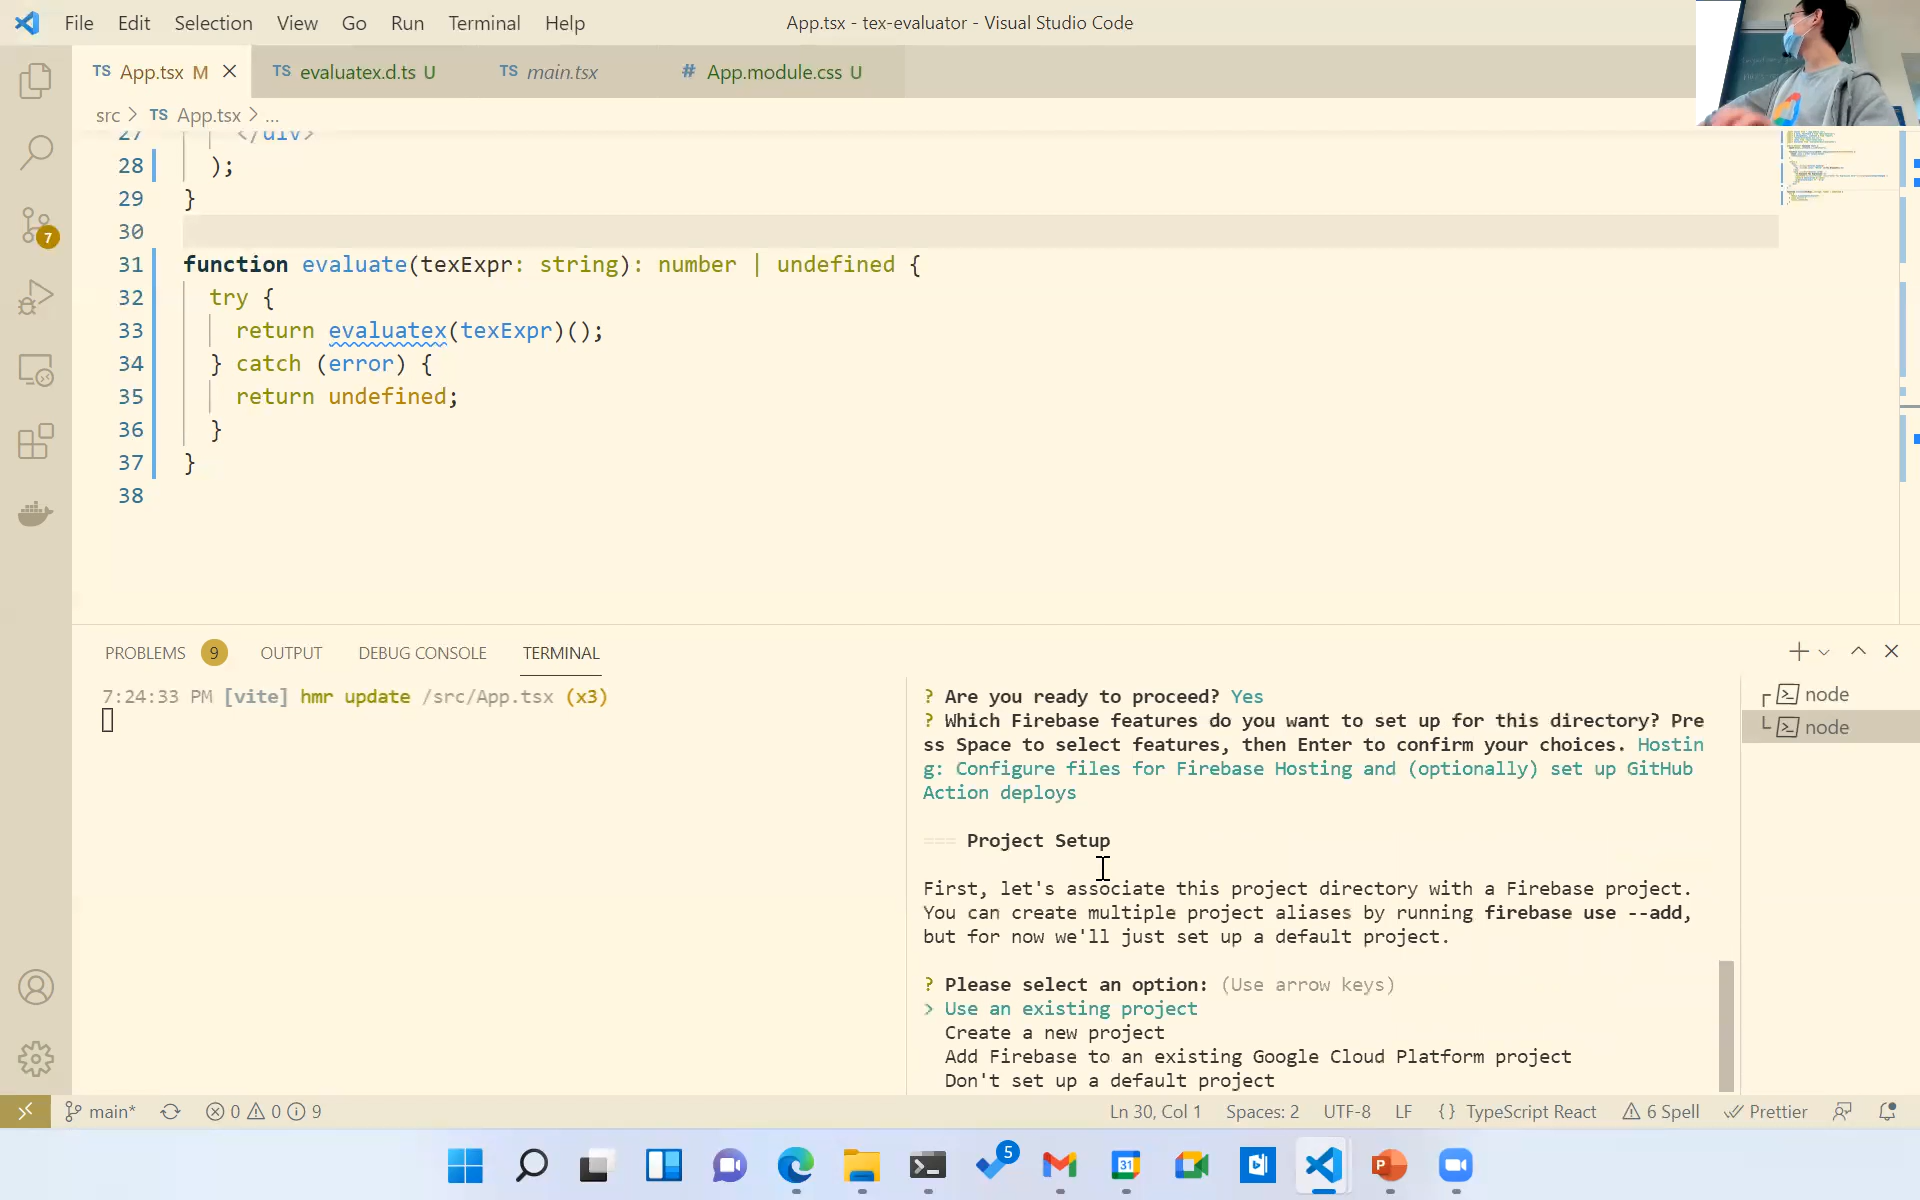 File Edit Selection View Go Run Terminal Help
App.tsx - tex-evaluator - Visual Studio Code
TS App.tsx M
TS evaluatex.d.ts U
TS main.tsx
# App.module.css U
src > TS App.tsx > ...
27 </div>
28 );
29 }
30
31 function evaluate(texExpr: string): number | undefined {
32 try {
33 return evaluatex(texExpr)();
34 } catch (error) {
35 return undefined;
36 }
37 }
38
7
PROBLEMS 9 OUTPUT DEBUG CONSOLE TERMINAL
7:24:33 PM [vite] hmr update /src/App.tsx (x3)
? Are you ready to proceed? Yes
? Which Firebase features do you want to set up for this directory? Pre
ss Space to select features, then Enter to confirm your choices. Hostin
g: Configure files for Firebase Hosting and (optionally) set up GitHub
Action deploys
=== Project Setup
First, let's associate this project directory with a Firebase project.
You can create multiple project aliases by running firebase use --add,
but for now we'll just set up a default project.
? Please select an option: (Use arrow keys)
> Use an existing project
Create a new project
Add Firebase to an existing Google Cloud Platform project
Don't set up a default project
node
node
main* 0 0 9
Ln 30, Col 1 Spaces: 2 UTF-8 LF {} TypeScript React 6 Spell Prettier
5
31
P